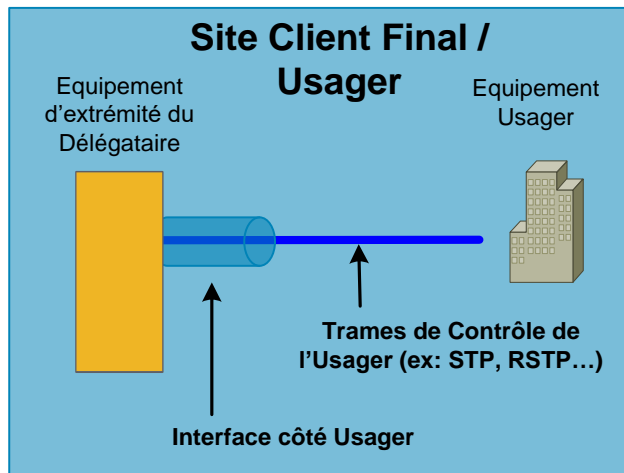 Site Client Final /
Usager
Equipement
d'extrémité du
Délégataire
Equipement
Usager
Trames de Contrôle de
l'Usager (ex: STP, RSTP…)
Interface côté Usager